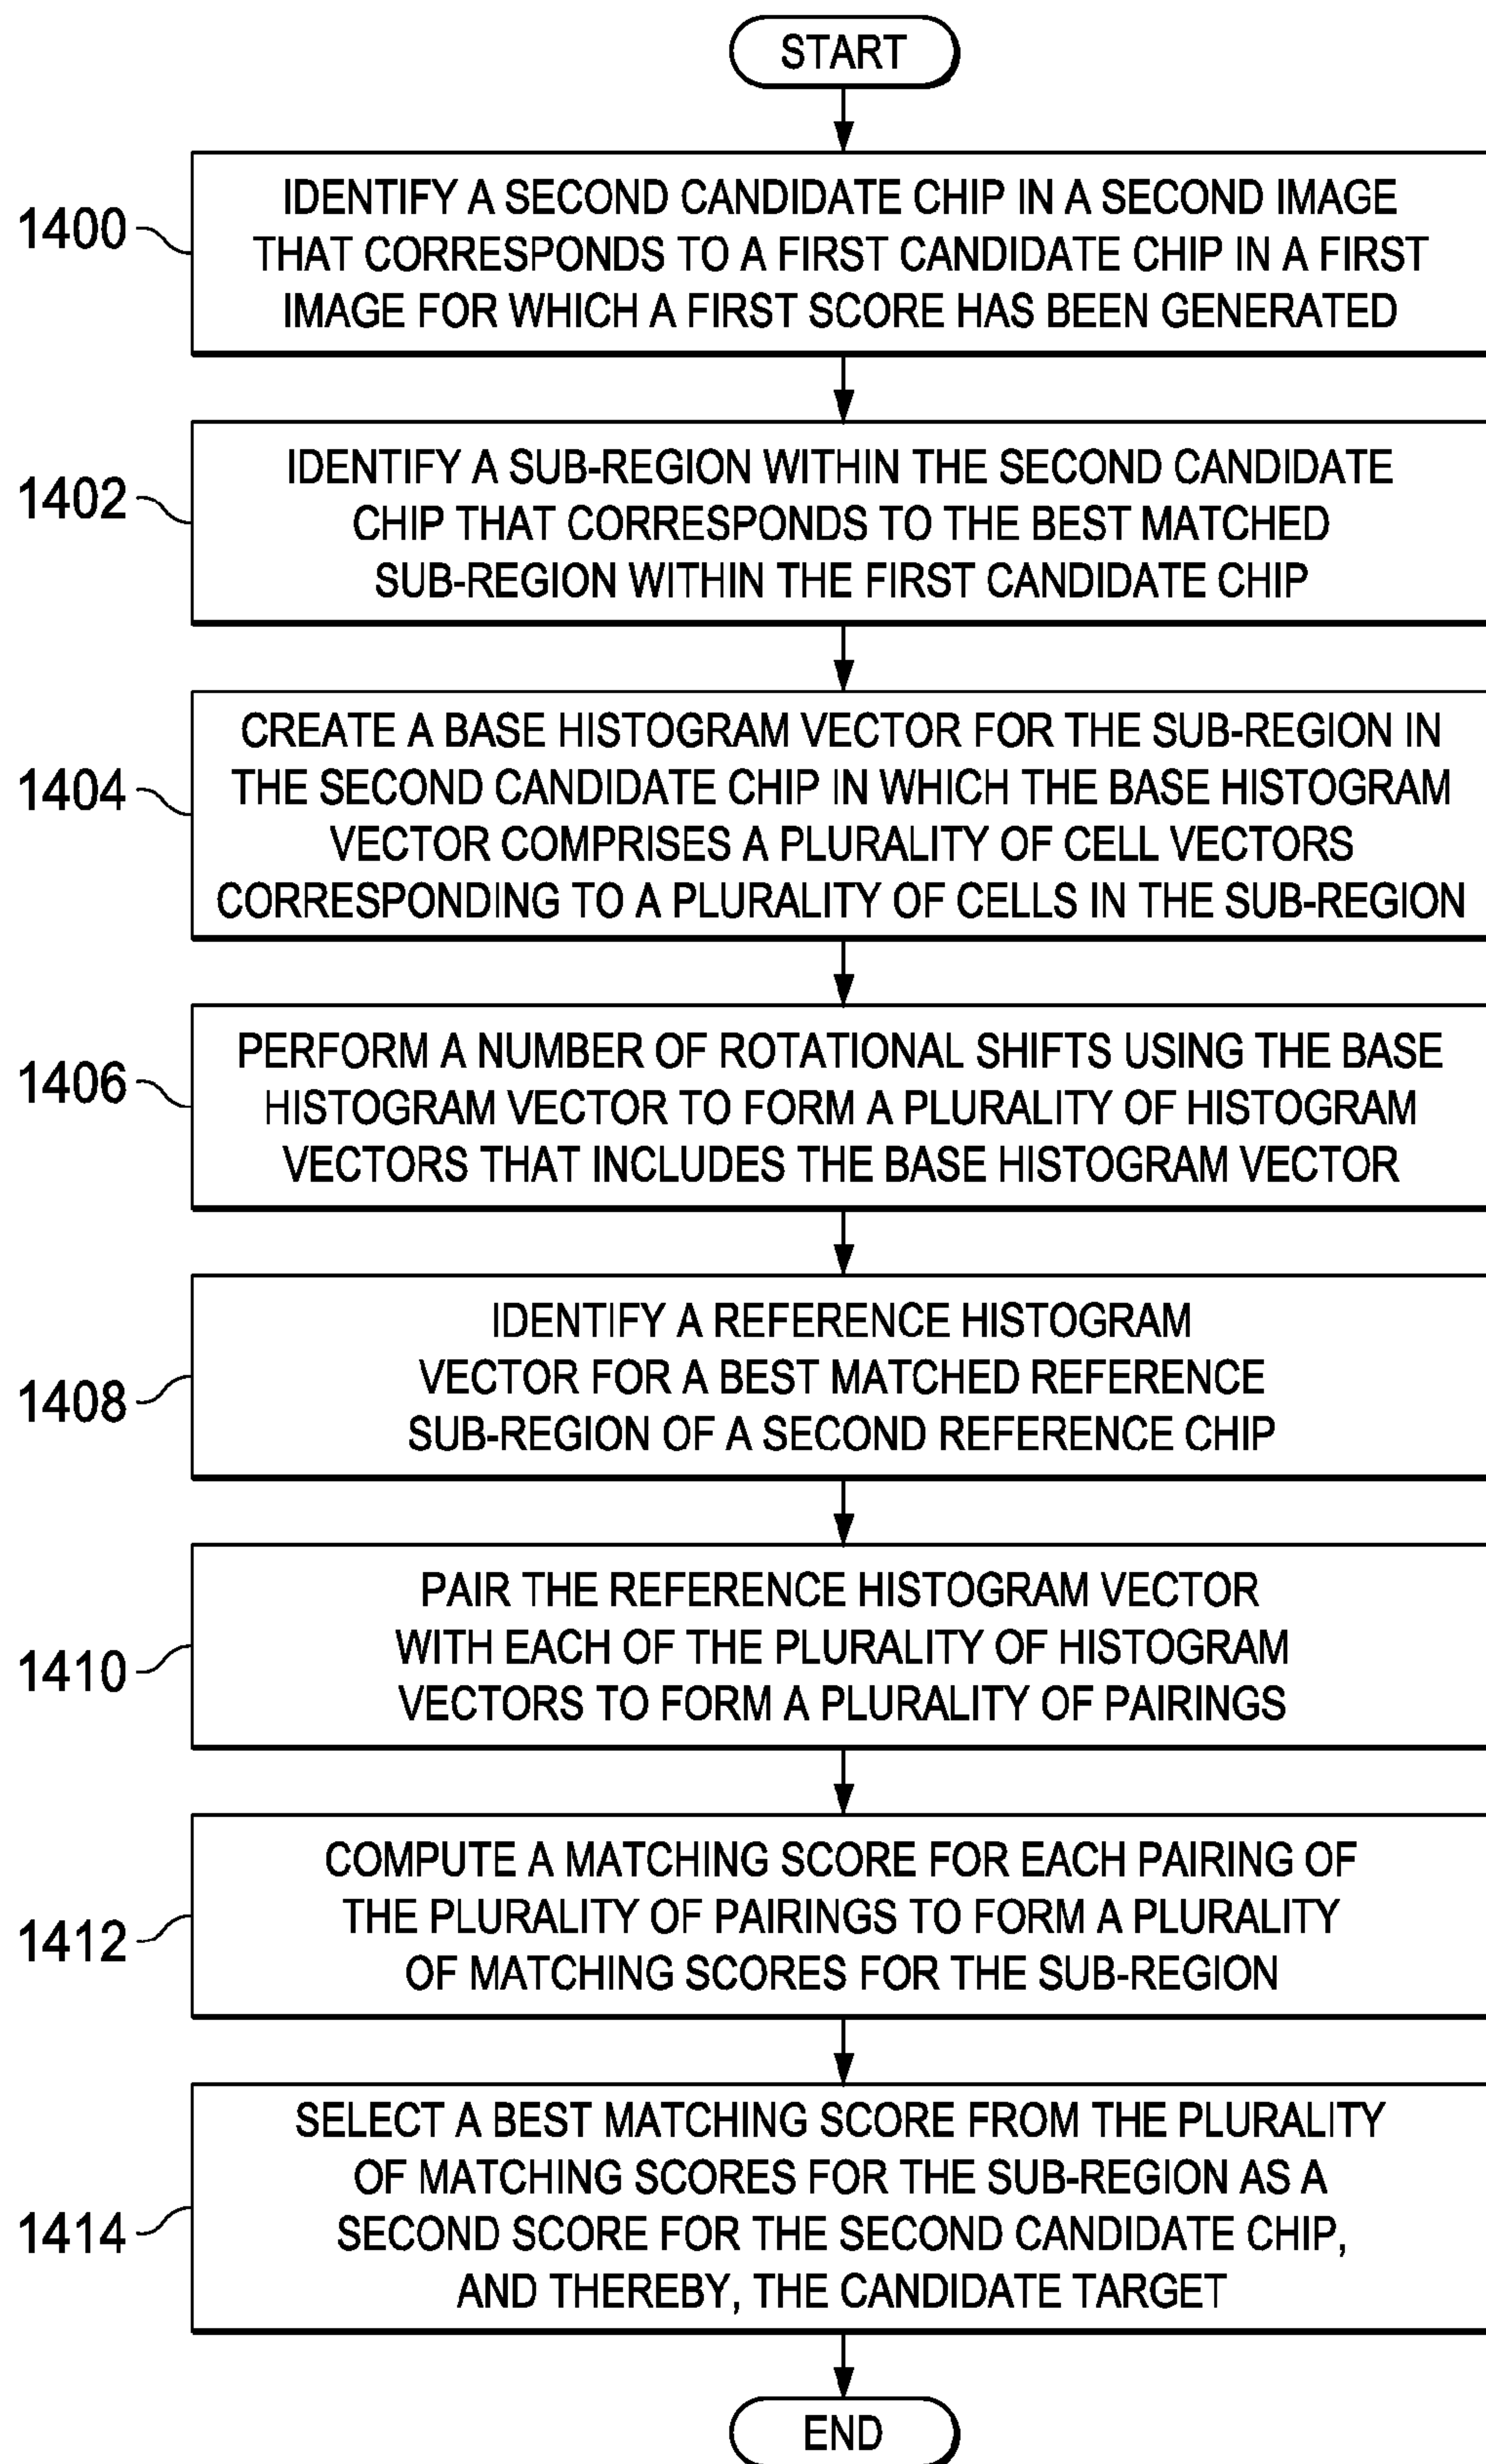 START
1400
IDENTIFY A SECOND CANDIDATE CHIP IN A SECOND IMAGE
THAT CORRESPONDS TO A FIRST CANDIDATE CHIP IN A FIRST
IMAGE FOR WHICH A FIRST SCORE HAS BEEN GENERATED
1402
IDENTIFY A SUB-REGION WITHIN THE SECOND CANDIDATE
CHIP THAT CORRESPONDS TO THE BEST MATCHED
SUB-REGION WITHIN THE FIRST CANDIDATE CHIP
1404
CREATE A BASE HISTOGRAM VECTOR FOR THE SUB-REGION IN
THE SECOND CANDIDATE CHIP IN WHICH THE BASE HISTOGRAM
VECTOR COMPRISES A PLURALITY OF CELL VECTORS
CORRESPONDING TO A PLURALITY OF CELLS IN THE SUB-REGION
1406
PERFORM A NUMBER OF ROTATIONAL SHIFTS USING THE BASE
HISTOGRAM VECTOR TO FORM A PLURALITY OF HISTOGRAM
VECTORS THAT INCLUDES THE BASE HISTOGRAM VECTOR
1408
IDENTIFY A REFERENCE HISTOGRAM
VECTOR FOR A BEST MATCHED REFERENCE
SUB-REGION OF A SECOND REFERENCE CHIP
1410
PAIR THE REFERENCE HISTOGRAM VECTOR
WITH EACH OF THE PLURALITY OF HISTOGRAM
VECTORS TO FORM A PLURALITY OF PAIRINGS
1412
COMPUTE A MATCHING SCORE FOR EACH PAIRING OF
THE PLURALITY OF PAIRINGS TO FORM A PLURALITY
OF MATCHING SCORES FOR THE SUB-REGION
1414
SELECT A BEST MATCHING SCORE FROM THE PLURALITY
OF MATCHING SCORES FOR THE SUB-REGION AS A
SECOND SCORE FOR THE SECOND CANDIDATE CHIP,
AND THEREBY, THE CANDIDATE TARGET
END